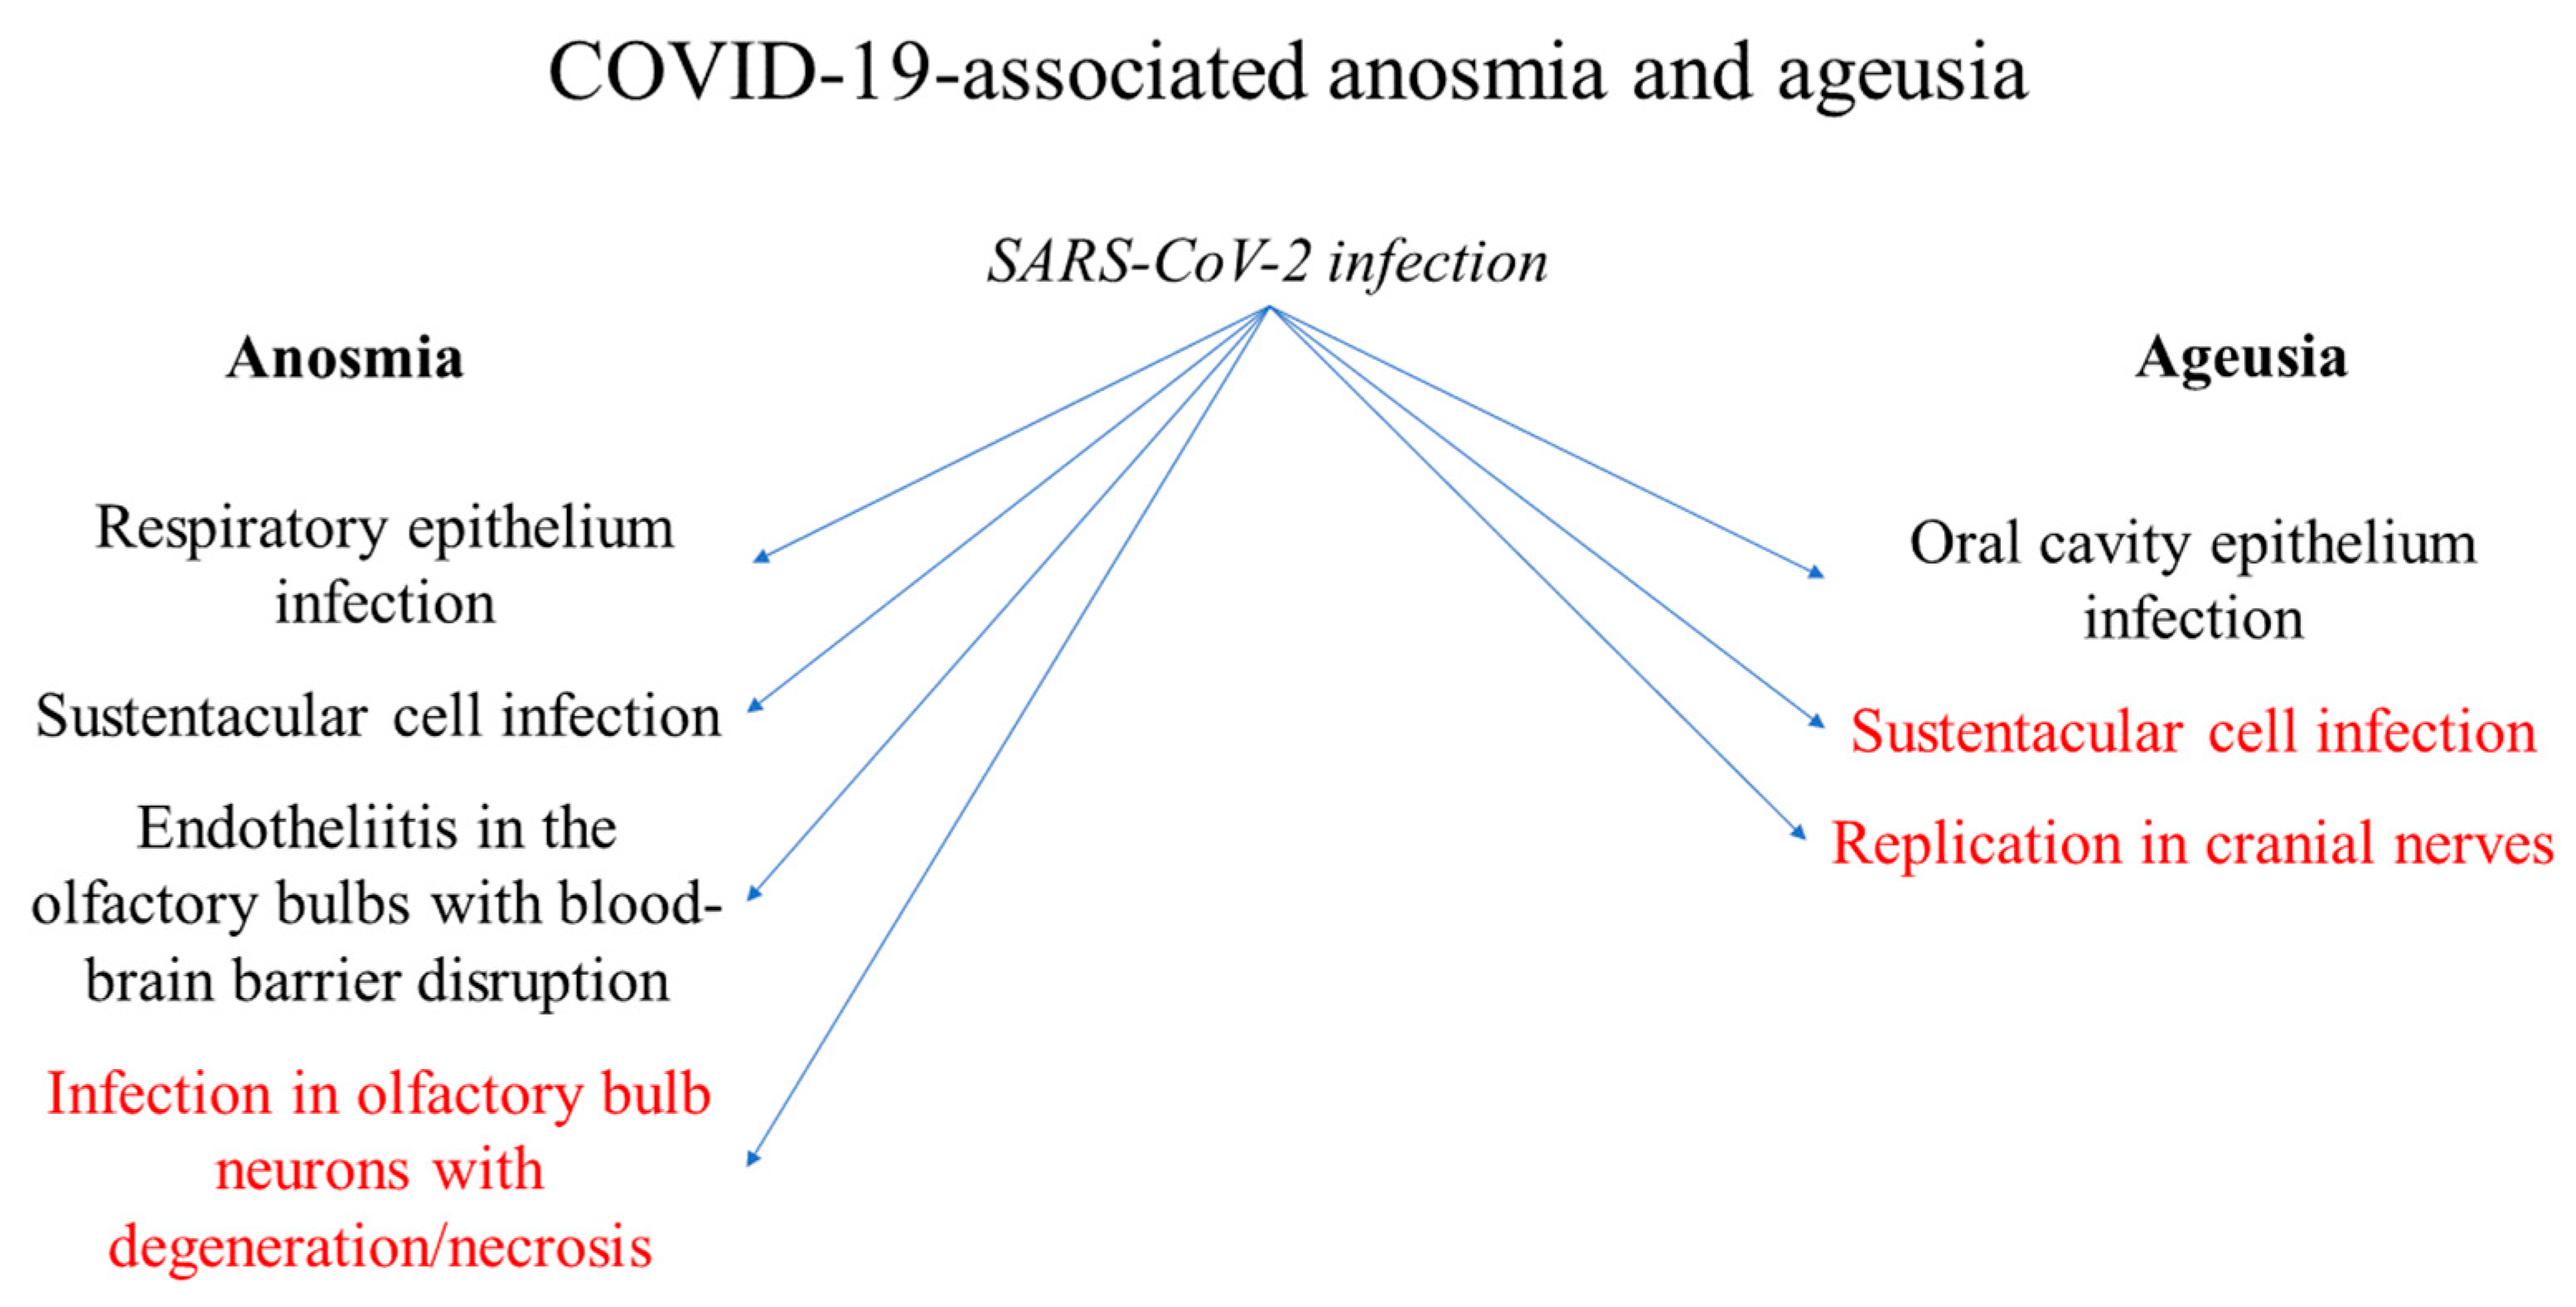 COVID-19-associated anosmia and ageusia
SARS-CoV-2 infection
Anosmia
Respiratory epithelium
infection
Sustentacular cell infection
Endotheliitis in the
olfactory bulbs with blood-
brain barrier disruption
Infection in olfactory bulb
neurons with
degeneration/necrosis
Ageusia
Oral cavity epithelium
infection
Sustentacular cell infection
Replication in cranial nerves